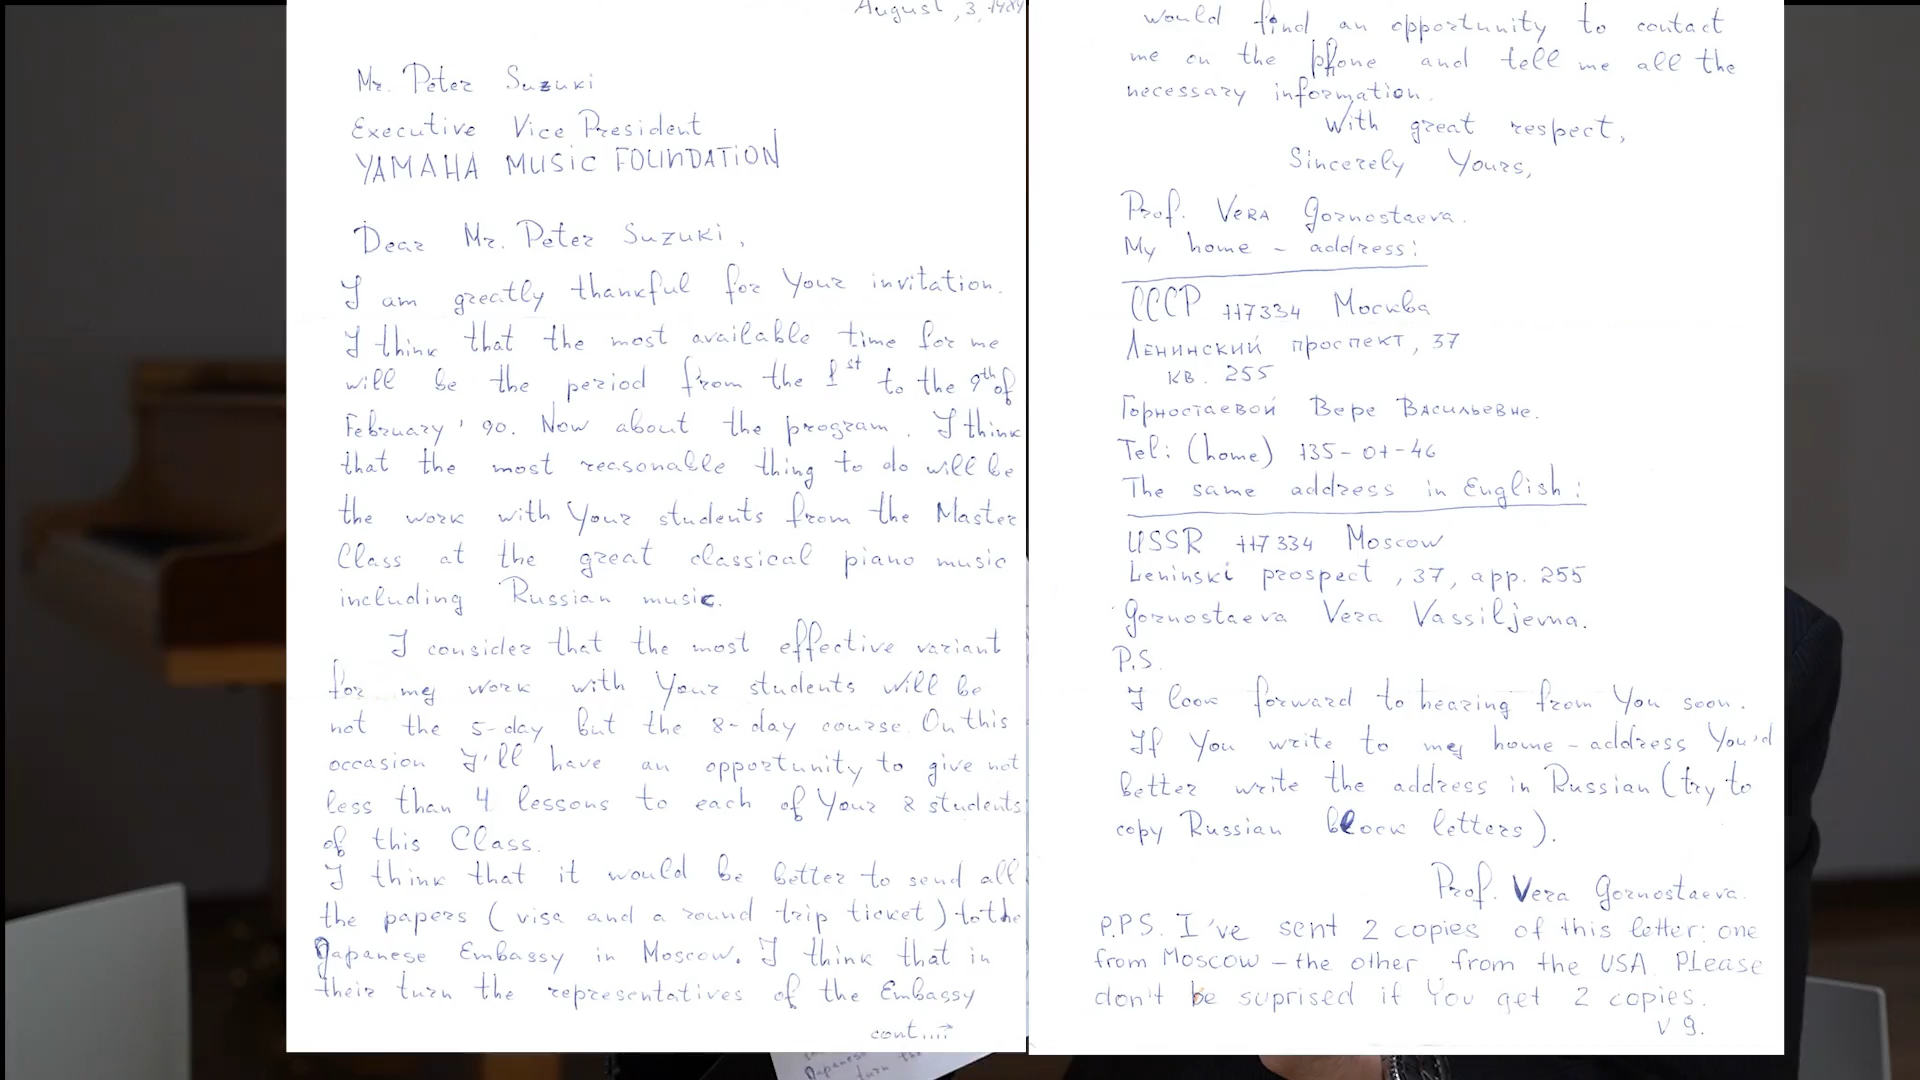 August, 3, 1989
Mr. Peter Suzuki
Executive Vice President
YAMAHA MUSIC FOUNDATION
Dear Mr. Peter Suzuki,
I am greatly thankful for Your invitation.
I think that the most available time for me
will be the period from the 1st to the 9th of
February '90. Now about the program. I think
that the most reasonable thing to do will be
the work with Your students from the Master
Class at the great classical piano music
including Russian music.
I consider that the most effective variant
for my work with Your students will be
not the 5-day but the 8-day course. On this
occasion I'll have an opportunity to give not
less than 4 lessons to each of Your 8 students
of this Class.
I think that it would be better to send all
the papers (visa and a round trip ticket) to the
Japanese Embassy in Moscow. I think that in
their turn the representatives of the Embassy
cont...→
would find an opportunity to contact
me on the phone and tell me all the
necessary information.
With great respect,
Sincerely Yours,
Prof. Vera Gornostaeva.
My home - address:
СССР 117334 Москва
Ленинский проспект, 37
кв. 255
Горностаевой Вере Васильевне.
Tel: (home) 135-01-46
The same address in English:
USSR 117334 Moscow
Leninski prospect, 37, app. 255
Gornostaeva Vera Vassiljevna.
P.S.
I look forward to hearing from You soon.
If You write to my home-address You'd
better write the address in Russian (try to
copy Russian block letters).
Prof. Vera Gornostaeva.
P.P.S. I've sent 2 copies of this letter: one
from Moscow - the other from the USA. Please
don't be suprised if You get 2 copies.
V G.
Japanese
turn the